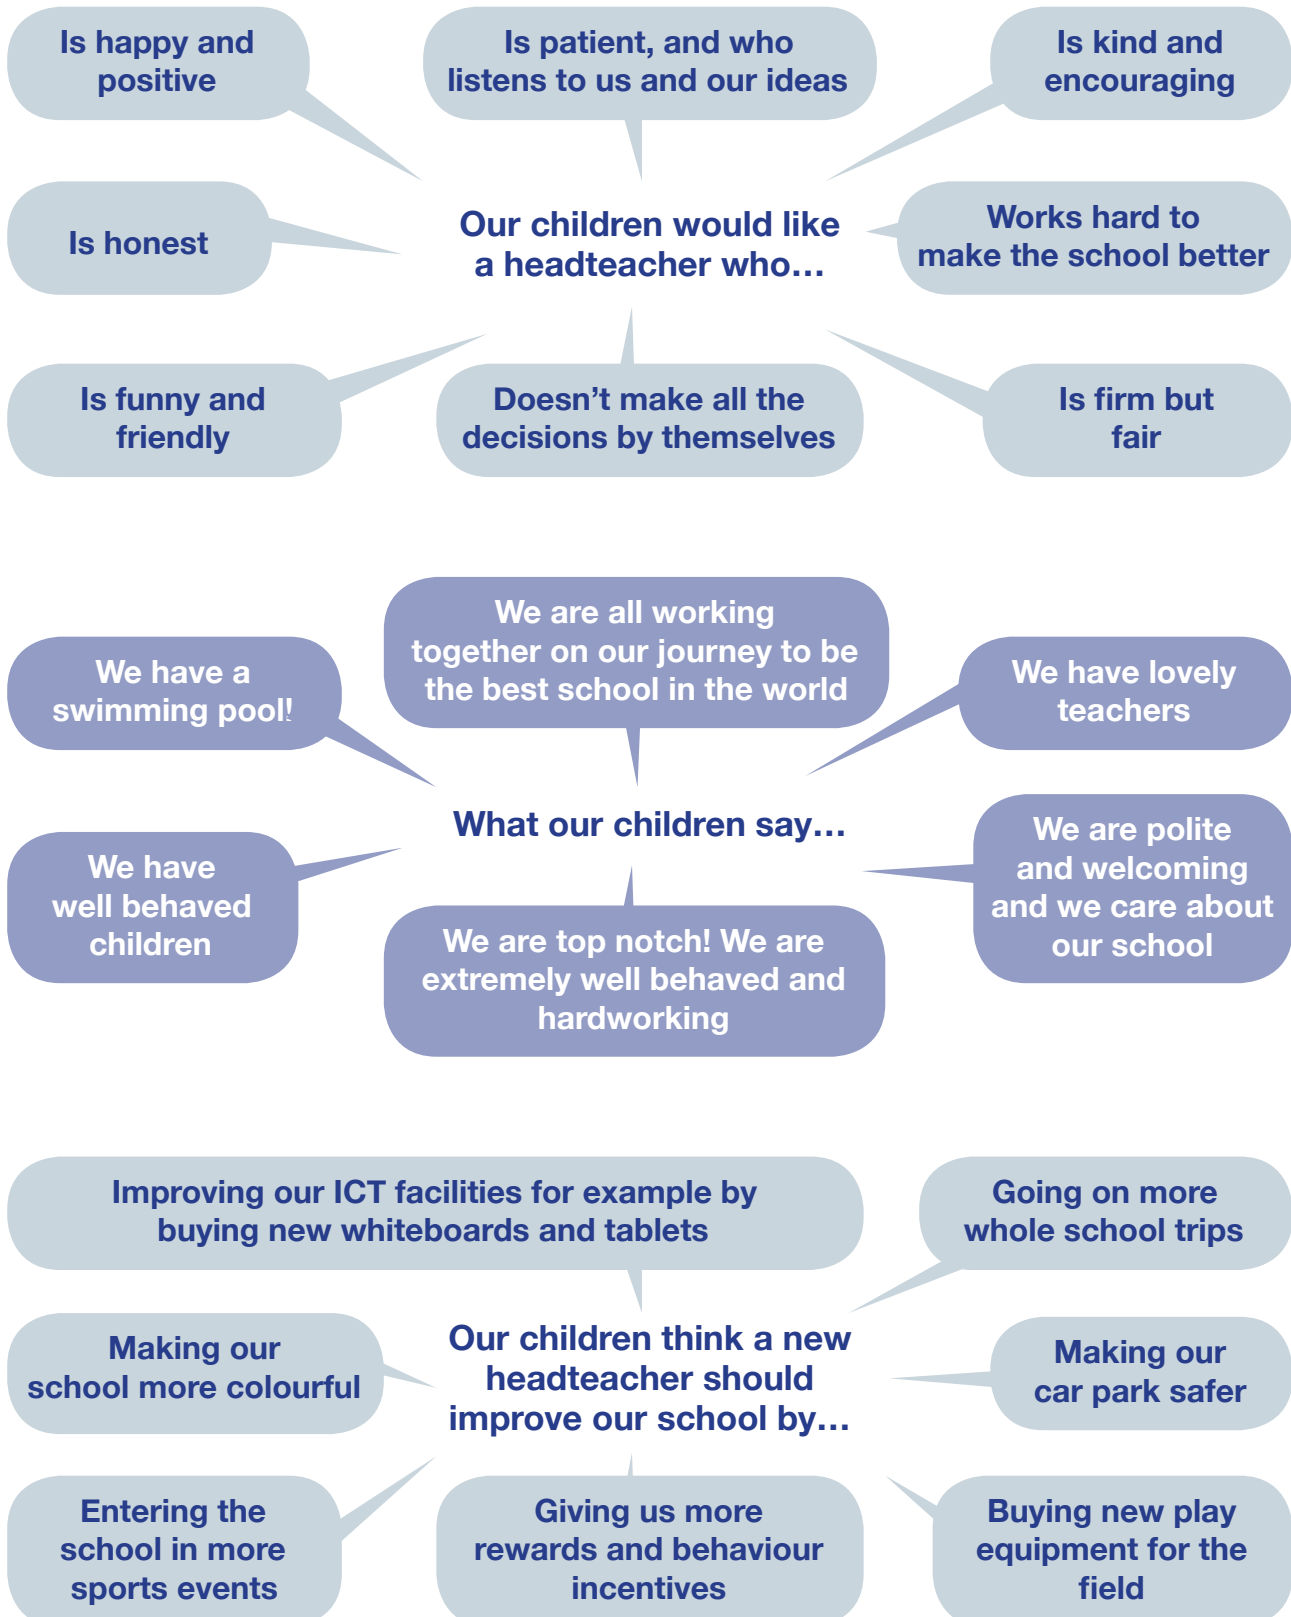 Is happy and
positive
Is patient, and who
listens to us and our ideas
Is kind and
encouraging
Is honest
Our children would like
a headteacher who…
Works hard to
make the school better
Is funny and
friendly
Doesn’t make all the
decisions by themselves
Is firm but
fair
We are all working
together on our journey to be
the best school in the world
We have a
swimming pool!
We have lovely
teachers
What our children say…
We have
well behaved
children
We are polite
and welcoming
and we care about
our school
We are top notch! We are
extremely well behaved and
hardworking
Improving our ICT facilities for example by
buying new whiteboards and tablets
Going on more
whole school trips
Making our
school more colourful
Our children think a new
headteacher should
improve our school by…
Making our
car park safer
Entering the
school in more
sports events
Giving us more
rewards and behaviour
incentives
Buying new play
equipment for the
field